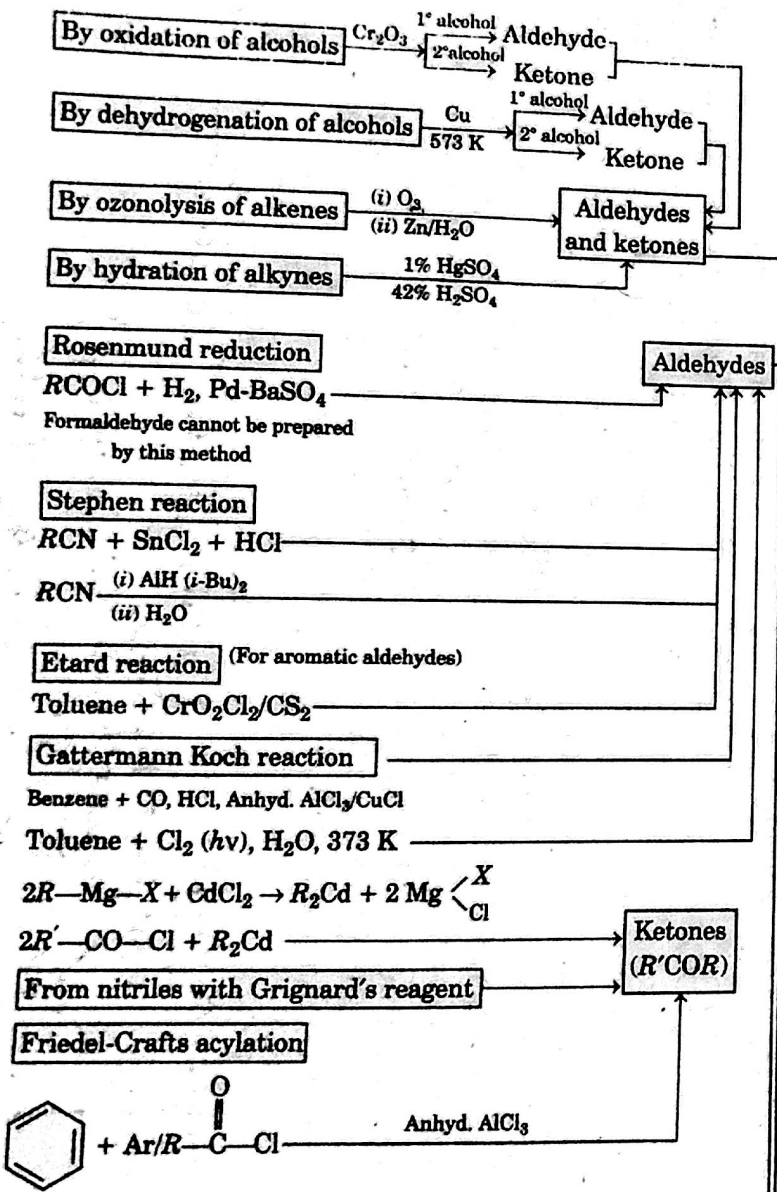 By oxidation of alcohols Cr₂O₃ 1° alcohol Aldehyde
2° alcohol Ketone
By dehydrogenation of alcohols Cu 573 K 1° alcohol Aldehyde
2° alcohol Ketone
By ozonolysis of alkenes (i) O₃ (ii) Zn/H₂O
Aldehydes
and ketones
By hydration of alkynes 1% HgSO₄ 42% H₂SO₄
Rosenmund reduction
Aldehydes
RCOCl + H₂, Pd-BaSO₄
Formaldebyde cannot be prepared
by this method
Stephen reaction
RCN + SnCl₂ + HCl
RCN (i) AlH (i-Bu)₂ (ii) H₂O
Etard reaction (For aromatic aldehydes)
Toluene + CrO₂Cl₂/CS₂
Gattermann Koch reaction
Benzene + CO, HCl, Anhyd. AlCl₃/CuCl
Toluene + Cl₂ (hν), H₂O, 373 K
2R—Mg—X + CdCl₂ → R₂Cd + 2 Mg < X Cl
2R′—CO—Cl + R₂Cd
Ketones
(R′COR)
From nitriles with Grignard's reagent
Friedel-Crafts acylation
O
+ Ar/R—C—Cl Anhyd. AlCl₃